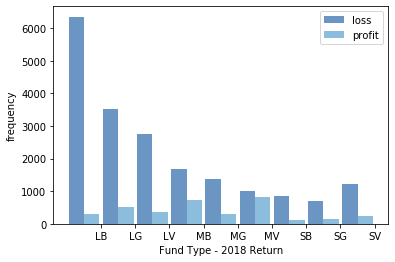 loss
profit
frequency
6000
5000
4000
3000
2000
1000
0
LB LG LV MB MG MV SB SG SV
Fund Type - 2018 Return